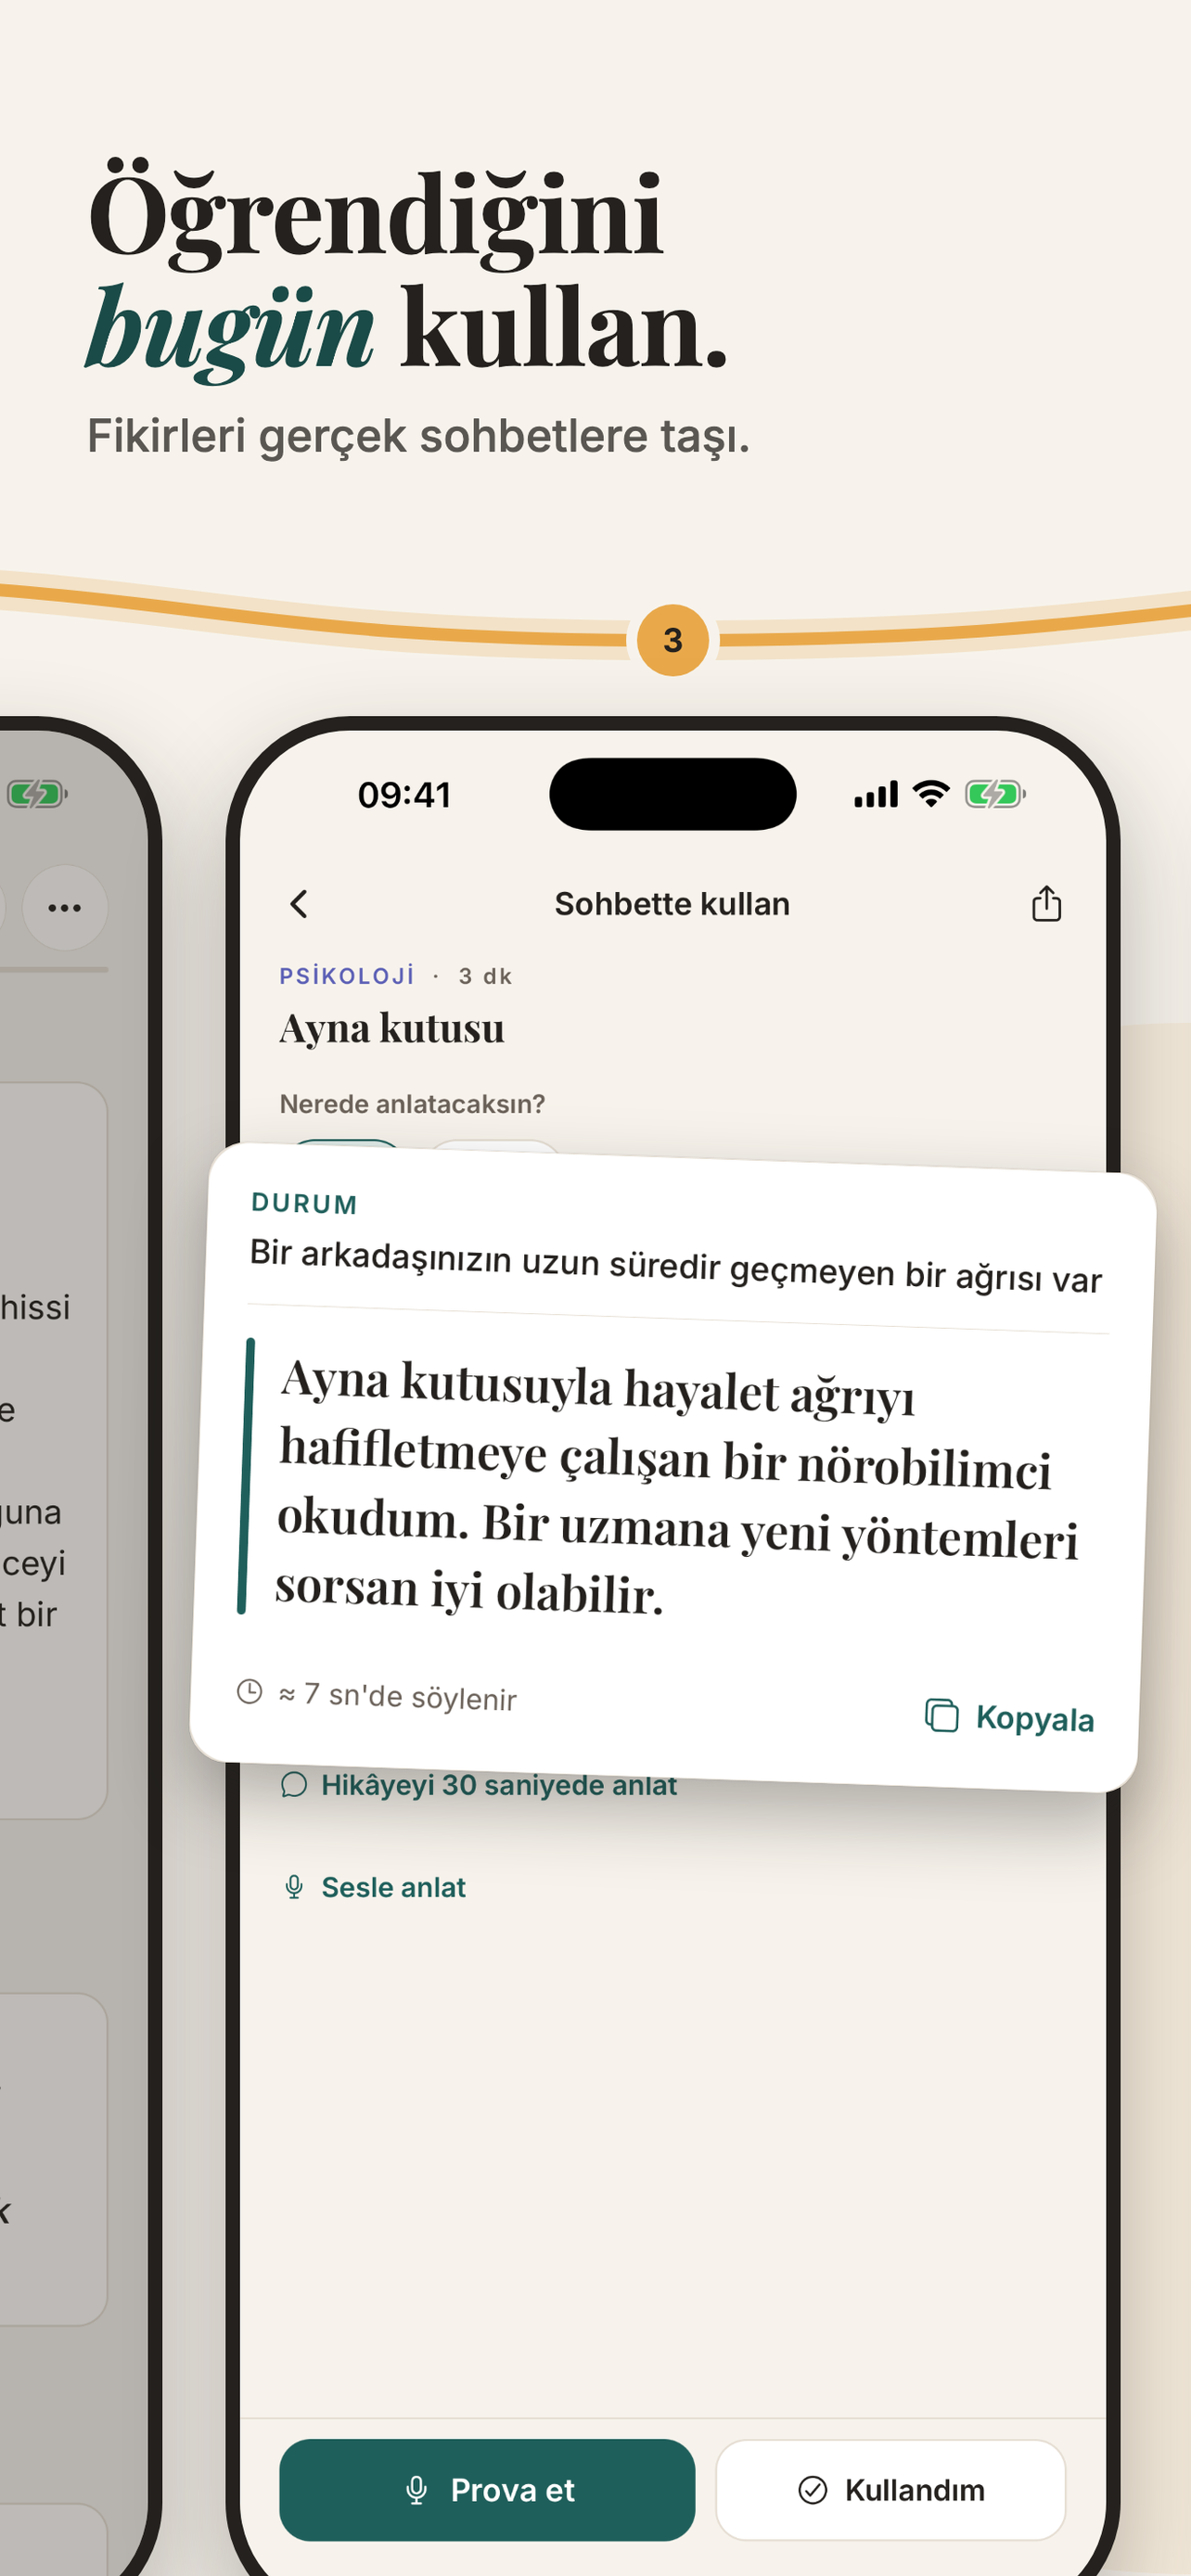 Öğrendiğini
bugün kullan.
Fikirleri gerçek sohbetlere taşı.
3
09:41
Sohbette kullan
PSİKOLOJİ · 3 dk
Ayna kutusu
Nerede anlatacaksın?
DURUM
Bir arkadaşınızın uzun süredir geçmeyen bir ağrısı var
Ayna kutusuyla hayalet ağrıyı
hafifletmeye çalışan bir nörobilimci
okudum. Bir uzmana yeni yöntemleri
sorsan iyi olabilir.
≈ 7 sn'de söylenir
Kopyala
Hikâyeyi 30 saniyede anlat
Sesle anlat
Prova et
Kullandım
hissi
e
ğuna
ceyi
t bir
k